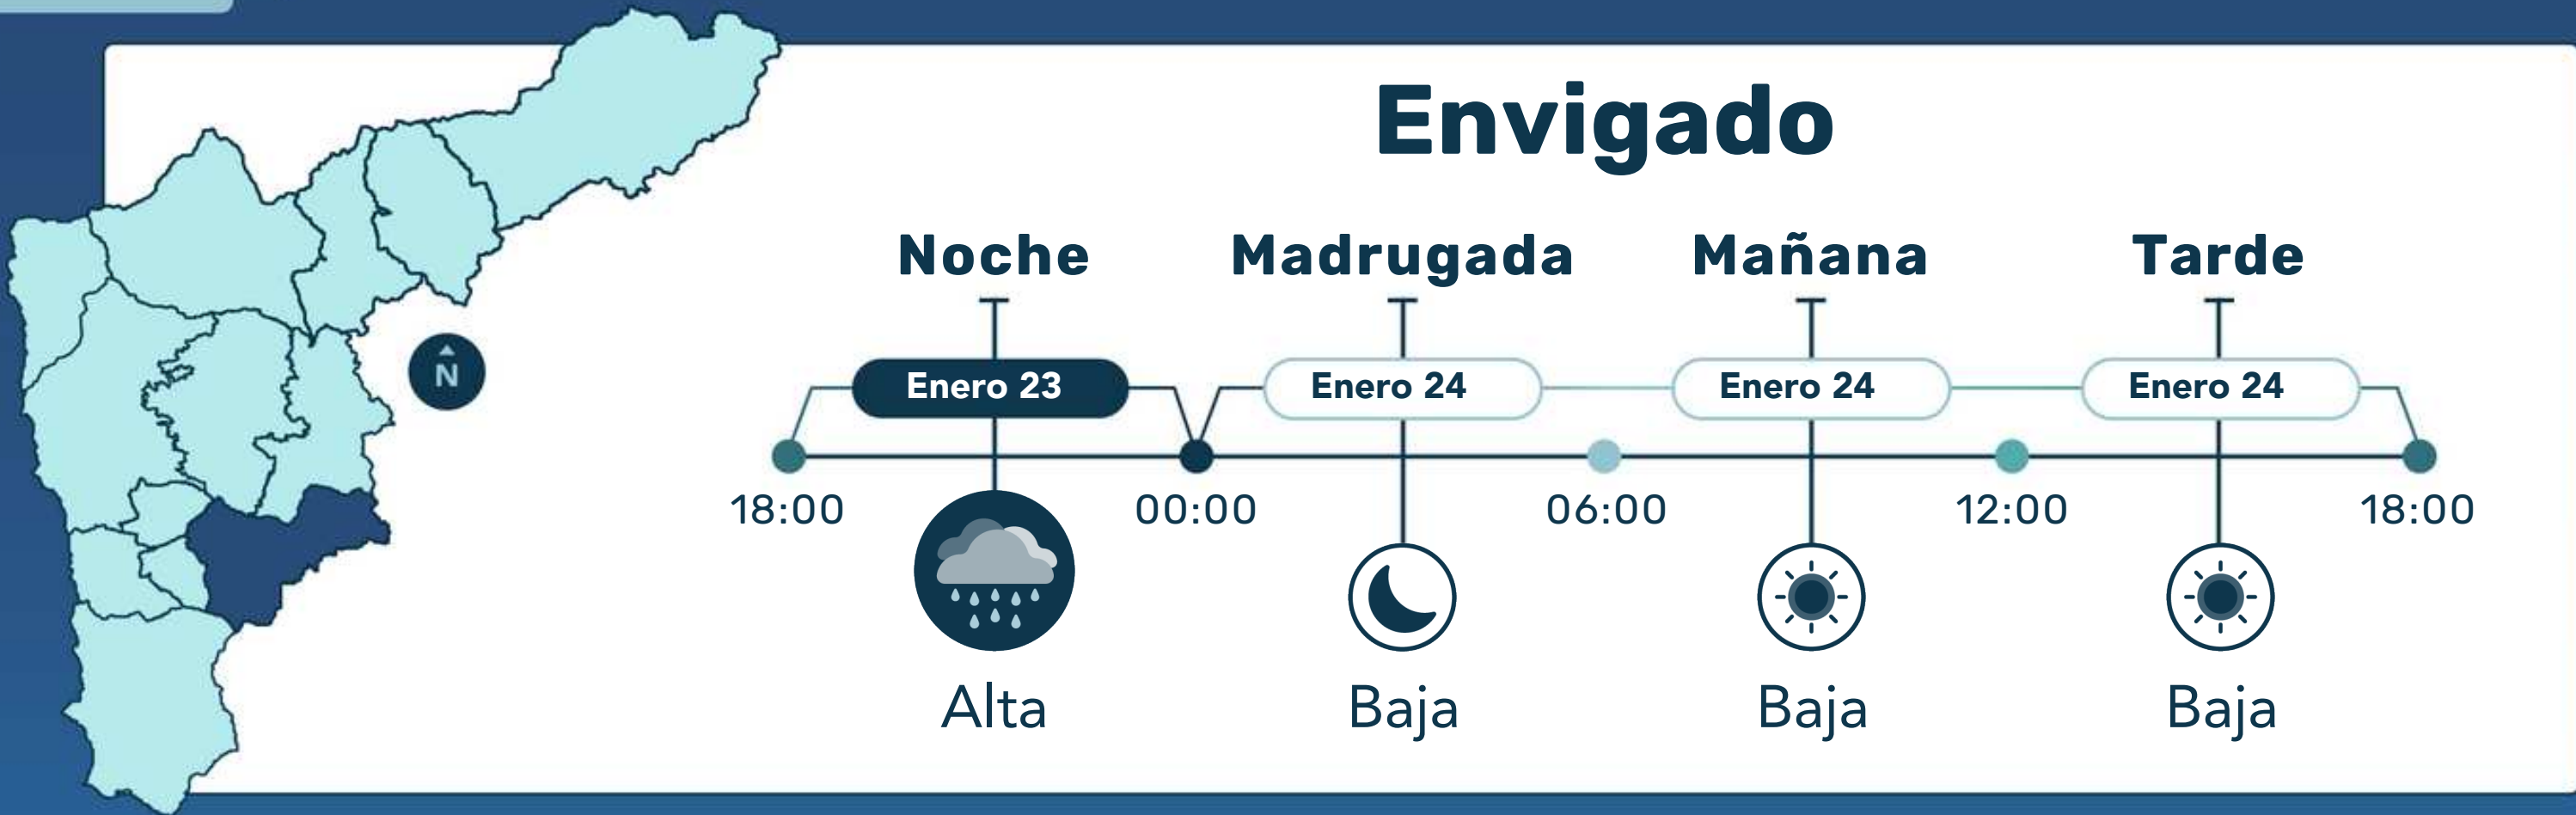 Envigado
Noche Madrugada Mañana Tarde
Enero 23 Enero 24 Enero 24 Enero 24
18:00 00:00 06:00 12:00 18:00
N
Alta Baja Baja Baja